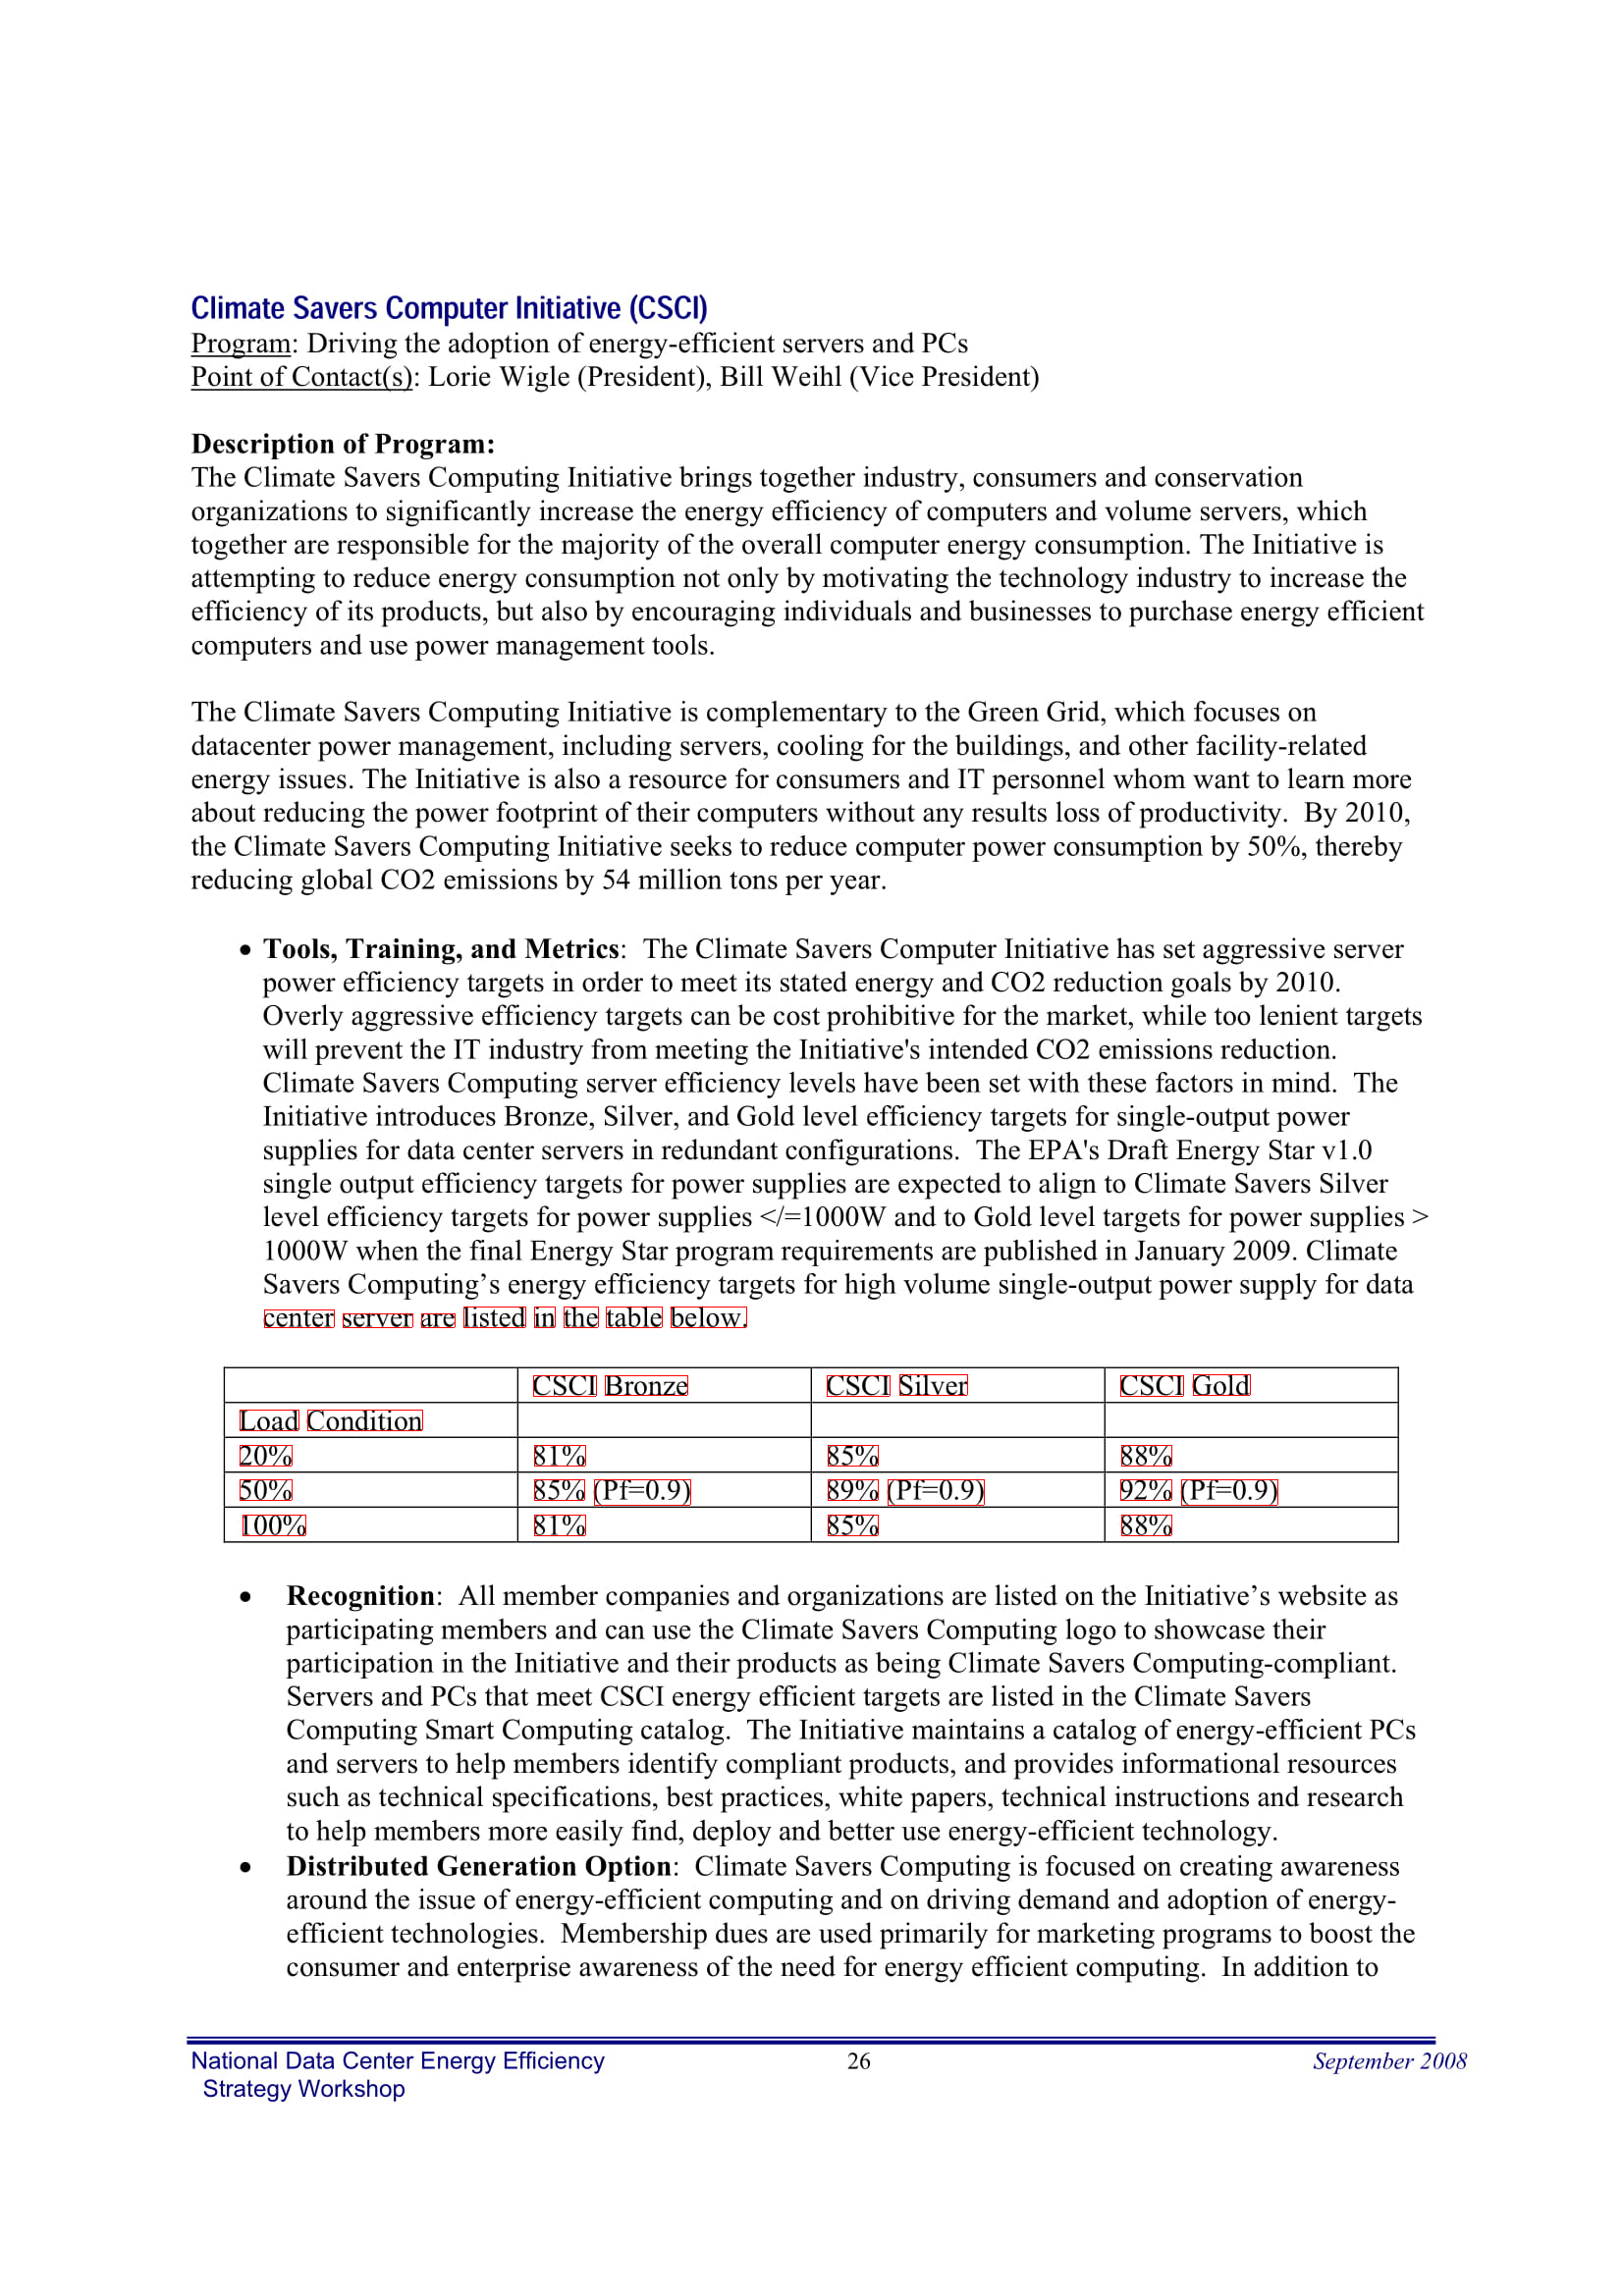 Climate Savers Computer Initiative (CSCI)
Program: Driving the adoption of energy-efficient servers and PCs
Point of Contact(s): Lorie Wigle (President), Bill Weihl (Vice President)
Description of Program:
The Climate Savers Computing Initiative brings together industry, consumers and conservation
organizations to significantly increase the energy efficiency of computers and volume servers, which
together are responsible for the majority of the overall computer energy consumption. The Initiative is
attempting to reduce energy consumption not only by motivating the technology industry to increase the
efficiency of its products, but also by encouraging individuals and businesses to purchase energy efficient
computers and use power management tools.
The Climate Savers Computing Initiative is complementary to the Green Grid, which focuses on
datacenter power management, including servers, cooling for the buildings, and other facility-related
energy issues. The Initiative is also a resource for consumers and IT personnel whom want to learn more
about reducing the power footprint of their computers without any results loss of productivity.  By 2010,
the Climate Savers Computing Initiative seeks to reduce computer power consumption by 50%, thereby
reducing global CO2 emissions by 54 million tons per year.
• Tools, Training, and Metrics:  The Climate Savers Computer Initiative has set aggressive server
power efficiency targets in order to meet its stated energy and CO2 reduction goals by 2010.
Overly aggressive efficiency targets can be cost prohibitive for the market, while too lenient targets
will prevent the IT industry from meeting the Initiative's intended CO2 emissions reduction.
Climate Savers Computing server efficiency levels have been set with these factors in mind.  The
Initiative introduces Bronze, Silver, and Gold level efficiency targets for single-output power
supplies for data center servers in redundant configurations.  The EPA's Draft Energy Star v1.0
single output efficiency targets for power supplies are expected to align to Climate Savers Silver
level efficiency targets for power supplies </=1000W and to Gold level targets for power supplies >
1000W when the final Energy Star program requirements are published in January 2009. Climate
Savers Computing’s energy efficiency targets for high volume single-output power supply for data
center server are listed in the table below.
CSCI Bronze CSCI Silver CSCI Gold
Load Condition
20% 81% 85% 88%
50% 85% (Pf=0.9) 89% (Pf=0.9) 92% (Pf=0.9)
100% 81% 85% 88%
• Recognition:  All member companies and organizations are listed on the Initiative’s website as
participating members and can use the Climate Savers Computing logo to showcase their
participation in the Initiative and their products as being Climate Savers Computing-compliant.
Servers and PCs that meet CSCI energy efficient targets are listed in the Climate Savers
Computing Smart Computing catalog.  The Initiative maintains a catalog of energy-efficient PCs
and servers to help members identify compliant products, and provides informational resources
such as technical specifications, best practices, white papers, technical instructions and research
to help members more easily find, deploy and better use energy-efficient technology.
• Distributed Generation Option:  Climate Savers Computing is focused on creating awareness
around the issue of energy-efficient computing and on driving demand and adoption of energy-
efficient technologies.  Membership dues are used primarily for marketing programs to boost the
consumer and enterprise awareness of the need for energy efficient computing.  In addition to
National Data Center Energy Efficiency 26 September 2008
Strategy Workshop